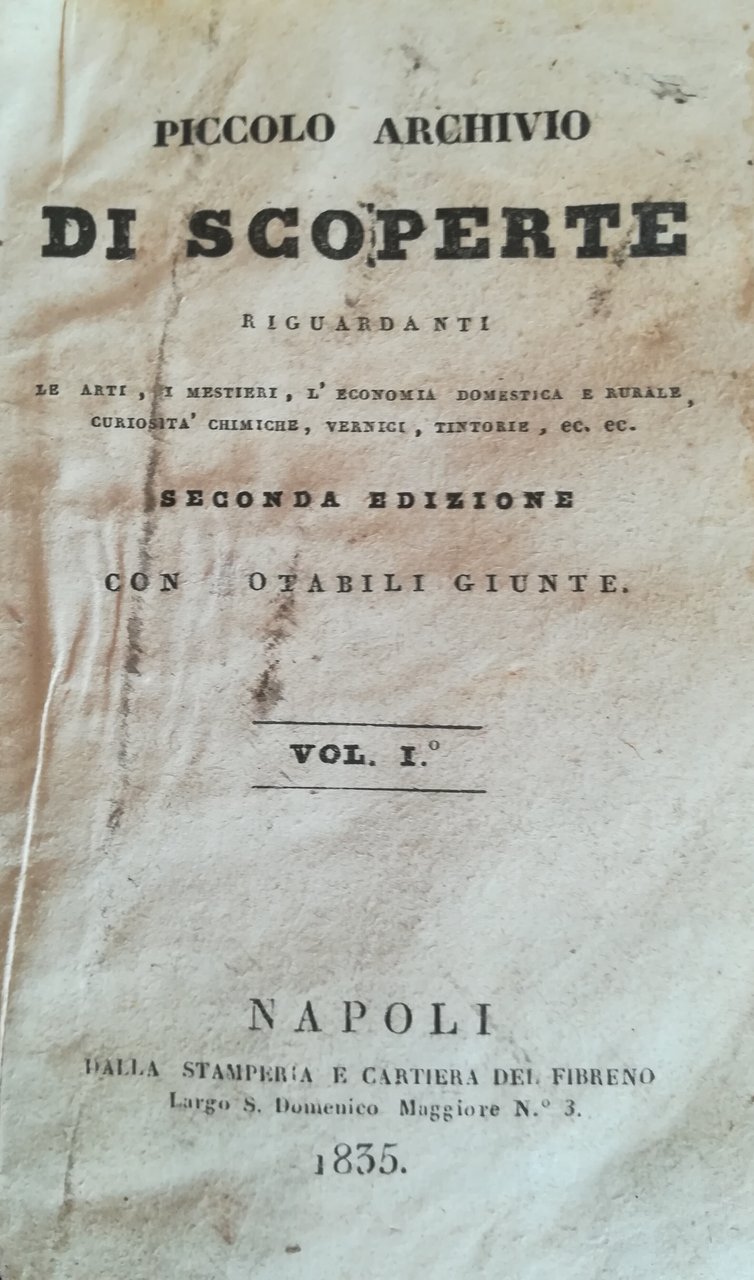 PICCOLO ARCHIVIO
DI SCOPERTE
RIGUARDANTI
LE ARTI, I MESTIERI, L' ECONOMIA DOMESTICA E RURALE,
CURIOSITA' CHIMICHE, VERNICI, TINTORIE, ec. ec.
SECONDA EDIZIONE
CON OTABILI GIUNTE.
VOL. I.º
NAPOLI
DALLA STAMPERIA E CARTIERA DEL FIBRENO
Largo S. Domenico Maggiore N.º 3.
1835.